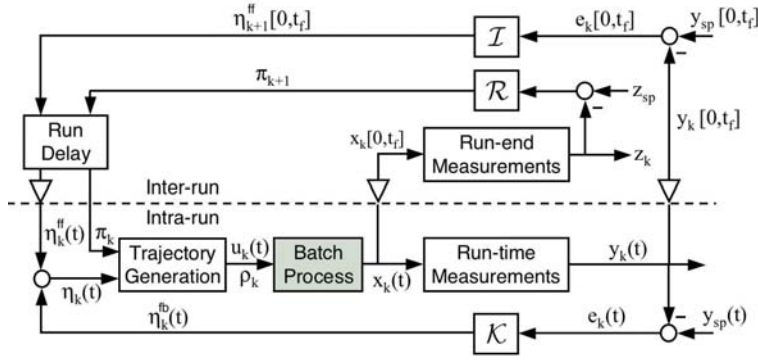 η^ff_{k+1}[0,t_f]
e_k[0,t_f]
y_sp[0,t_f]
I
π_{k+1}
R
z_sp
Run Delay
x_k[0,t_f]
Run-end Measurements
z_k
y_k[0,t_f]
Inter-run
Intra-run
η^ff_k(t)
π_k
Trajectory Generation
u_k(t)
ρ_k
Batch Process
x_k(t)
Run-time Measurements
y_k(t)
η_k(t)
η^fb_k(t)
K
e_k(t)
y_sp(t)